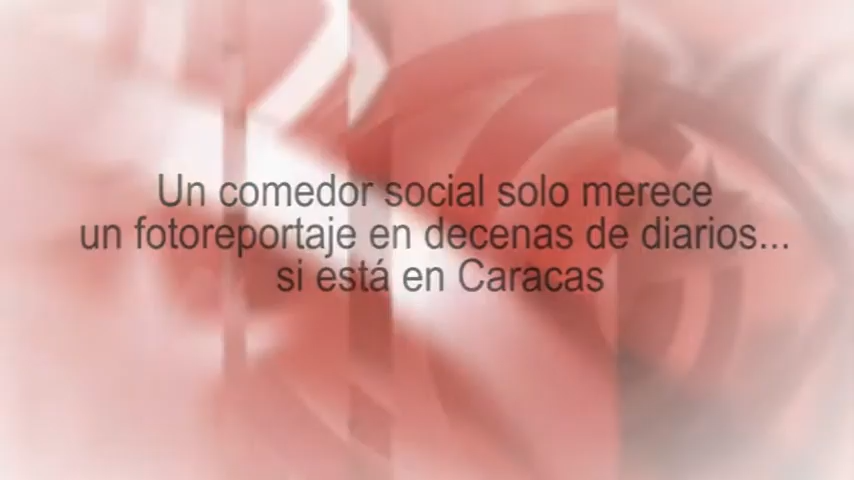 Un comedor social solo merece
un fotoreportaje en decenas de diarios...
si está en Caracas